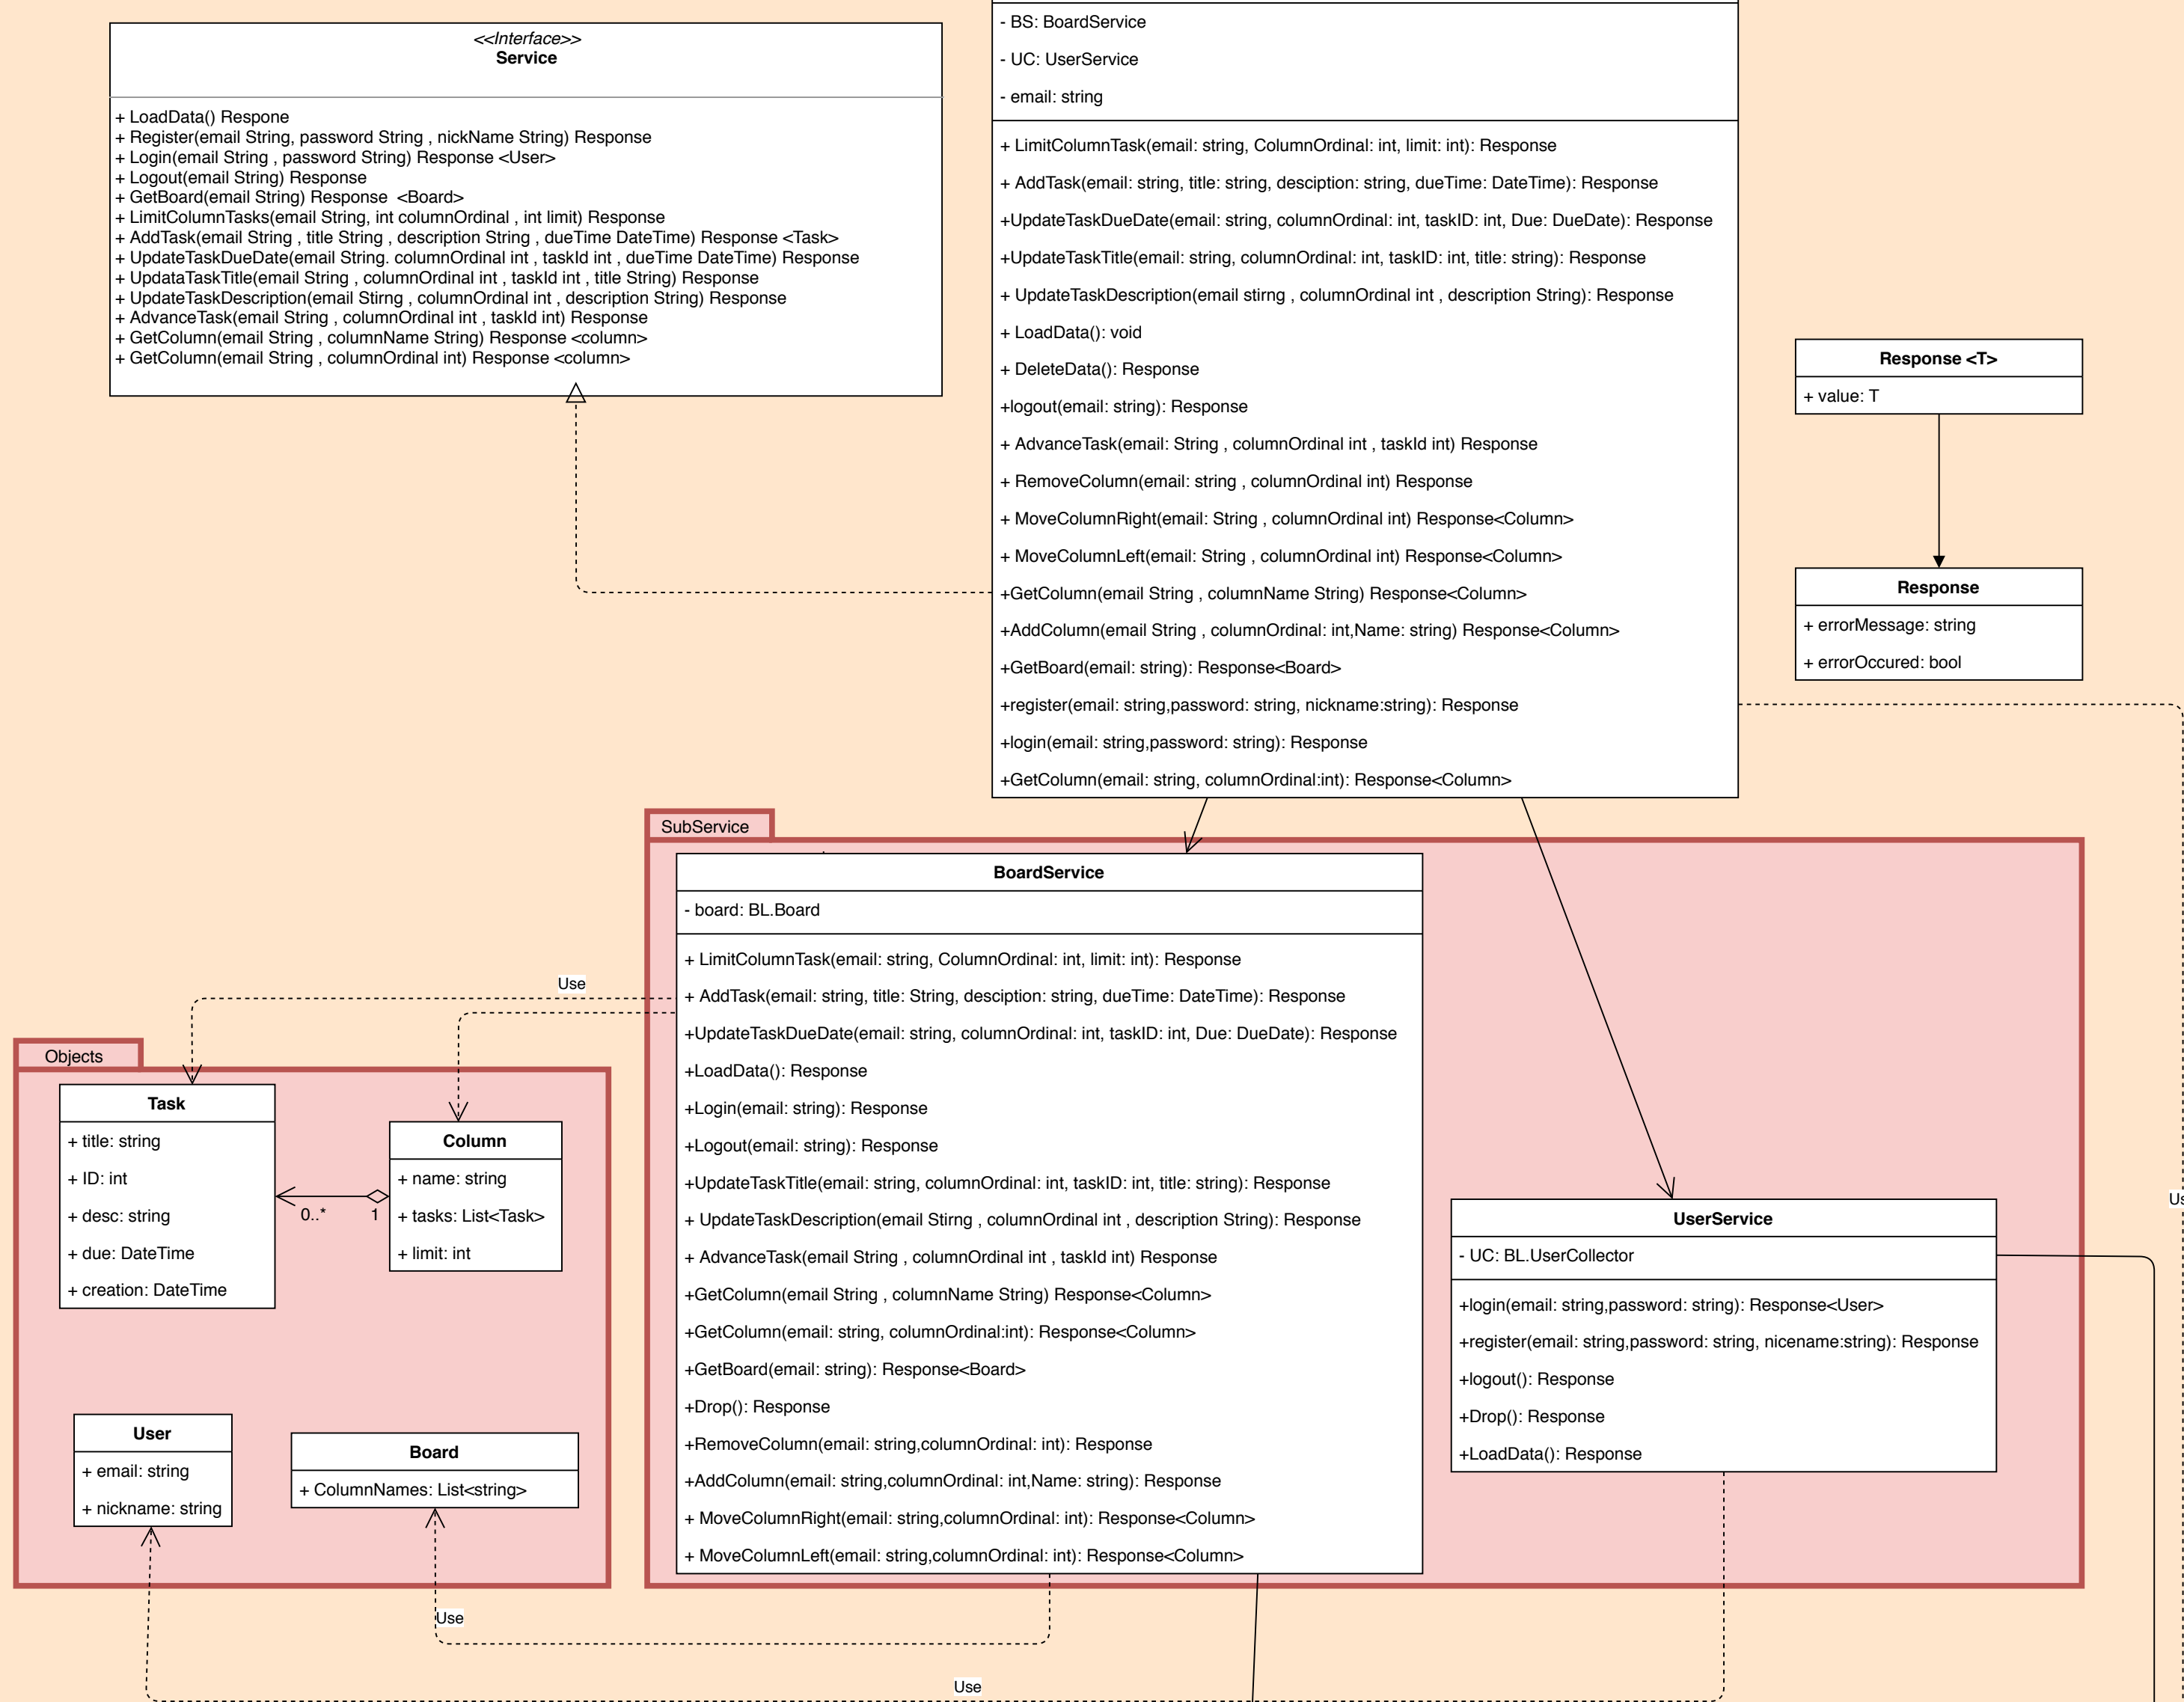 <<Interface>>
Service
+ LoadData() Respone
+ Register(email String, password String , nickName String) Response
+ Login(email String , password String) Response <User>
+ Logout(email String) Response
+ GetBoard(email String) Response  <Board>
+ LimitColumnTasks(email String, int columnOrdinal , int limit) Response
+ AddTask(email String , title String , description String , dueTime DateTime) Response <Task>
+ UpdateTaskDueDate(email String. columnOrdinal int , taskId int , dueTime DateTime) Response
+ UpdataTaskTitle(email String , columnOrdinal int , taskId int , title String) Response
+ UpdateTaskDescription(email Stirng , columnOrdinal int , description String) Response
+ AdvanceTask(email String , columnOrdinal int , taskId int) Response
+ GetColumn(email String , columnName String) Response <column>
+ GetColumn(email String , columnOrdinal int) Response <column>
- BS: BoardService
- UC: UserService
- email: string
+ LimitColumnTask(email: string, ColumnOrdinal: int, limit: int): Response
+ AddTask(email: string, title: string, desciption: string, dueTime: DateTime): Response
+UpdateTaskDueDate(email: string, columnOrdinal: int, taskID: int, Due: DueDate): Response
+UpdateTaskTitle(email: string, columnOrdinal: int, taskID: int, title: string): Response
+ UpdateTaskDescription(email stirng , columnOrdinal int , description String): Response
+ LoadData(): void
+ DeleteData(): Response
+logout(email: string): Response
+ AdvanceTask(email: String , columnOrdinal int , taskId int) Response
+ RemoveColumn(email: string , columnOrdinal int) Response
+ MoveColumnRight(email: String , columnOrdinal int) Response<Column>
+ MoveColumnLeft(email: String , columnOrdinal int) Response<Column>
+GetColumn(email String , columnName String) Response<Column>
+AddColumn(email String , columnOrdinal: int,Name: string) Response<Column>
+GetBoard(email: string): Response<Board>
+register(email: string,password: string, nickname:string): Response
+login(email: string,password: string): Response
+GetColumn(email: string, columnOrdinal:int): Response<Column>
Response <T>
+ value: T
Response
+ errorMessage: string
+ errorOccured: bool
SubService
BoardService
- board: BL.Board
+ LimitColumnTask(email: string, ColumnOrdinal: int, limit: int): Response
+ AddTask(email: string, title: String, desciption: string, dueTime: DateTime): Response
+UpdateTaskDueDate(email: string, columnOrdinal: int, taskID: int, Due: DueDate): Response
+LoadData(): Response
+Login(email: string): Response
+Logout(email: string): Response
+UpdateTaskTitle(email: string, columnOrdinal: int, taskID: int, title: string): Response
+ UpdateTaskDescription(email Stirng , columnOrdinal int , description String): Response
+ AdvanceTask(email String , columnOrdinal int , taskId int) Response
+GetColumn(email String , columnName String) Response<Column>
+GetColumn(email: string, columnOrdinal:int): Response<Column>
+GetBoard(email: string): Response<Board>
+Drop(): Response
+RemoveColumn(email: string,columnOrdinal: int): Response
+AddColumn(email: string,columnOrdinal: int,Name: string): Response
+ MoveColumnRight(email: string,columnOrdinal: int): Response<Column>
+ MoveColumnLeft(email: string,columnOrdinal: int): Response<Column>
UserService
- UC: BL.UserCollector
+login(email: string,password: string): Response<User>
+register(email: string,password: string, nicename:string): Response
+logout(): Response
+Drop(): Response
+LoadData(): Response
Use
Objects
Task
+ title: string
+ ID: int
+ desc: string
+ due: DateTime
+ creation: DateTime
0..*
1
Column
+ name: string
+ tasks: List<Task>
+ limit: int
User
+ email: string
+ nickname: string
Board
+ ColumnNames: List<string>
Use
Use